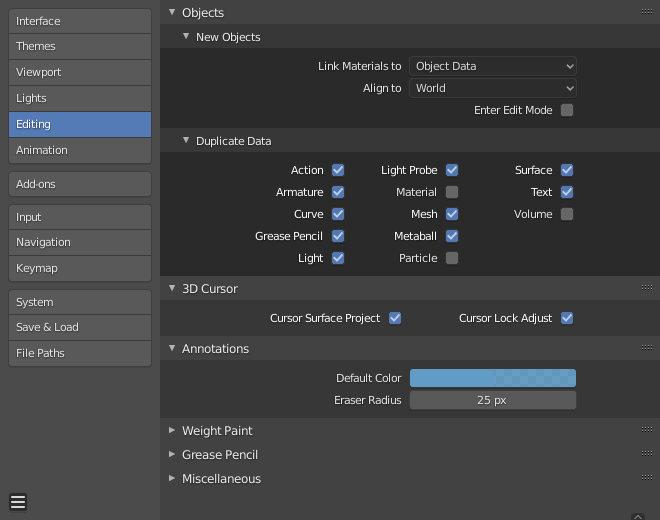 Interface
Themes
Viewport
Lights
Editing
Animation
Add-ons
Input
Navigation
Keymap
System
Save & Load
File Paths
Objects
New Objects
Link Materials to Object Data
Align to World
Enter Edit Mode
Duplicate Data
Action Light Probe Surface
Armature Material Text
Curve Mesh Volume
Grease Pencil Metaball
Light Particle
3D Cursor
Cursor Surface Project Cursor Lock Adjust
Annotations
Default Color
Eraser Radius 25 px
Weight Paint
Grease Pencil
Miscellaneous